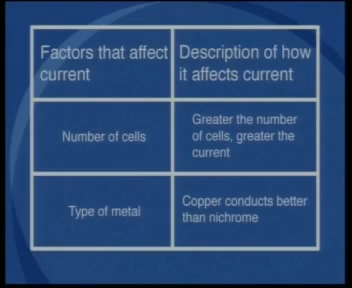 Factors that affect
current
Description of how
it affects current
Number of cells
Greater the number
of cells, greater the
current
Type of metal
Copper conducts better
than nichrome